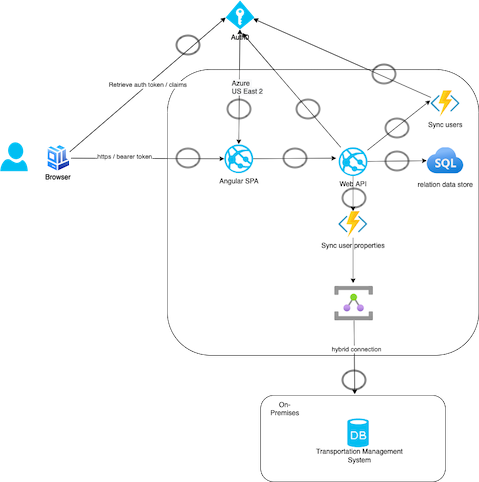 Auth0
Retrieve auth token / claims
Azure
US East 2
Sync users
https / bearer token
Browser
Angular SPA
Web API
SQL
relation data store
Sync user properties
hybrid connection
On-
Premises
DB
Transportation Management
System